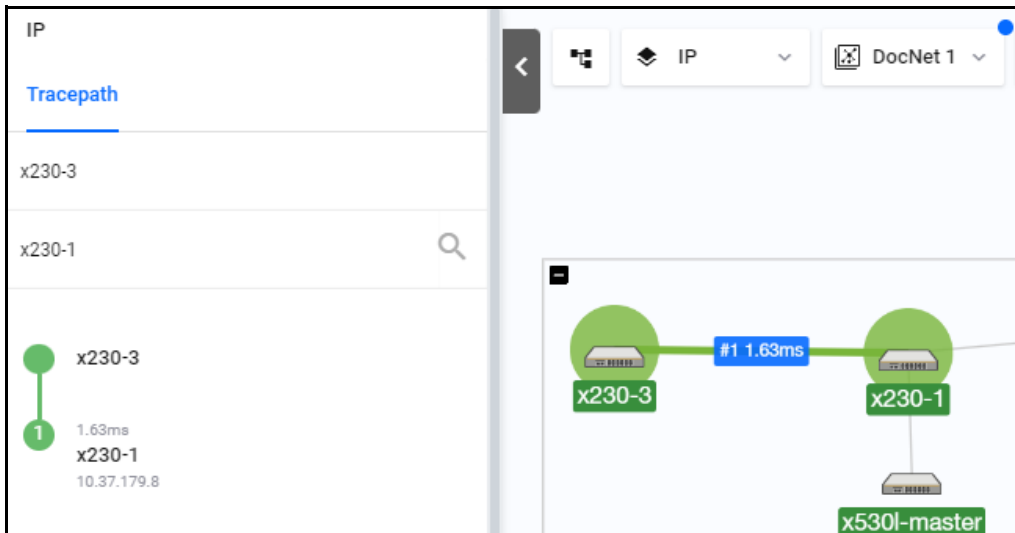 IP
Tracepath
x230-3
x230-1
x230-3
1
1.63ms
x230-1
10.37.179.8
IP
DocNet 1
#1 1.63ms
x230-3
x230-1
x530l-master